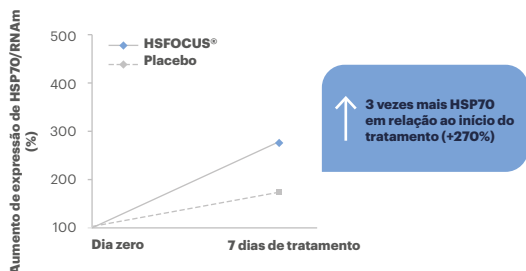 Aumento de expressão de HSP70/RNAm
(%)
500
400
300
200
100
HSFOCUS®
Placebo
Dia zero
7 dias de tratamento
3 vezes mais HSP70
em relação ao início do
tratamento (+270%)